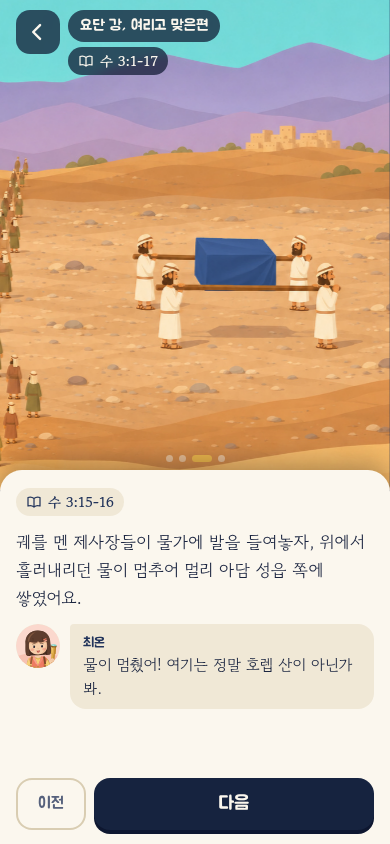 요단 강, 여리고 맞은편
수 3:1-17
수 3:15-16
궤를 멘 제사장들이 물가에 발을 들여놓자, 위에서
흘러내리던 물이 멈추어 멀리 아담 성읍 쪽에
쌓였어요.
최온
물이 멈췄어! 여기는 정말 호렙 산이 아닌가
봐.
이전
다음